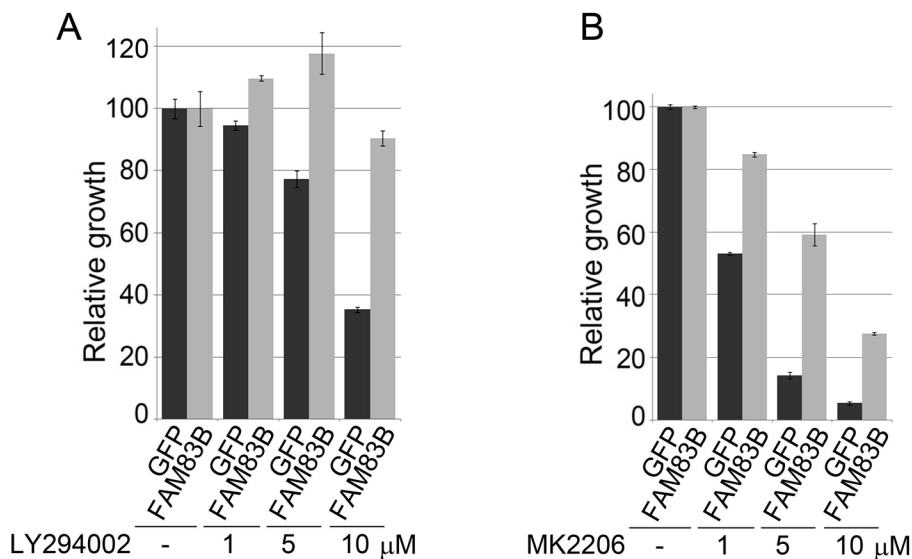 A
Relative growth
120
100
80
60
40
20
0
GFP
FAM83B
GFP
FAM83B
GFP
FAM83B
GFP
FAM83B
LY294002 - 1 5 10 μM
B
Relative growth
100
80
60
40
20
0
GFP
FAM83B
GFP
FAM83B
GFP
FAM83B
GFP
FAM83B
MK2206 - 1 5 10 μM